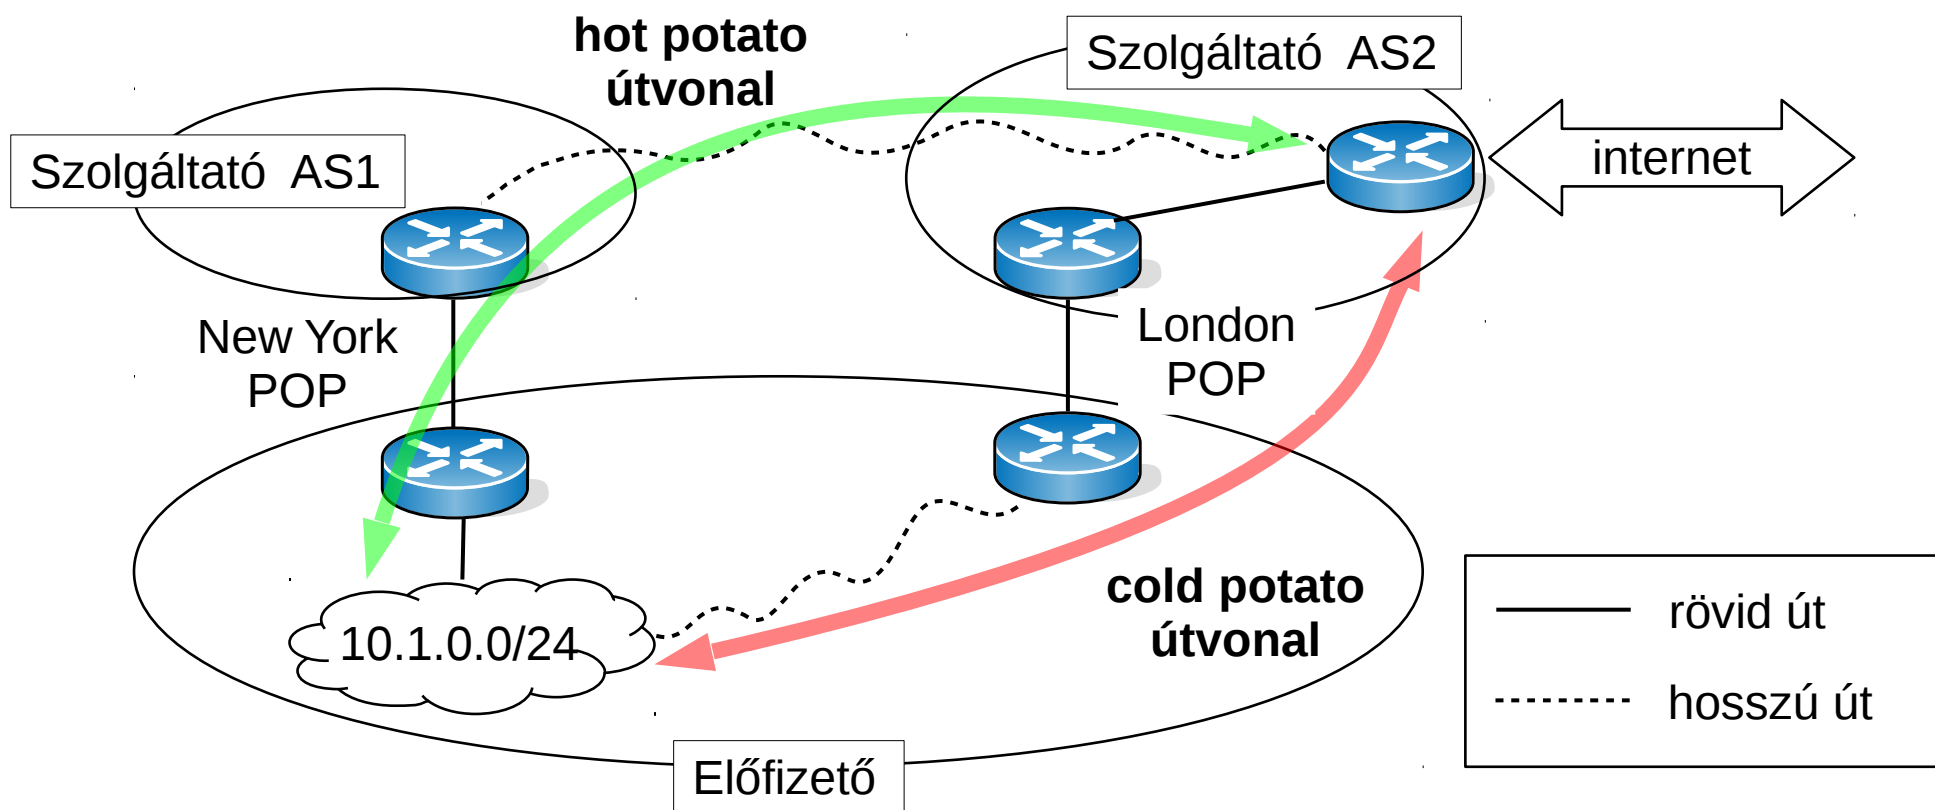 hot potato
útvonal
Szolgáltató AS2
Szolgáltató AS1
internet
New York
POP
London
POP
10.1.0.0/24
cold potato
útvonal
rövid út
hosszú út
Előfizető